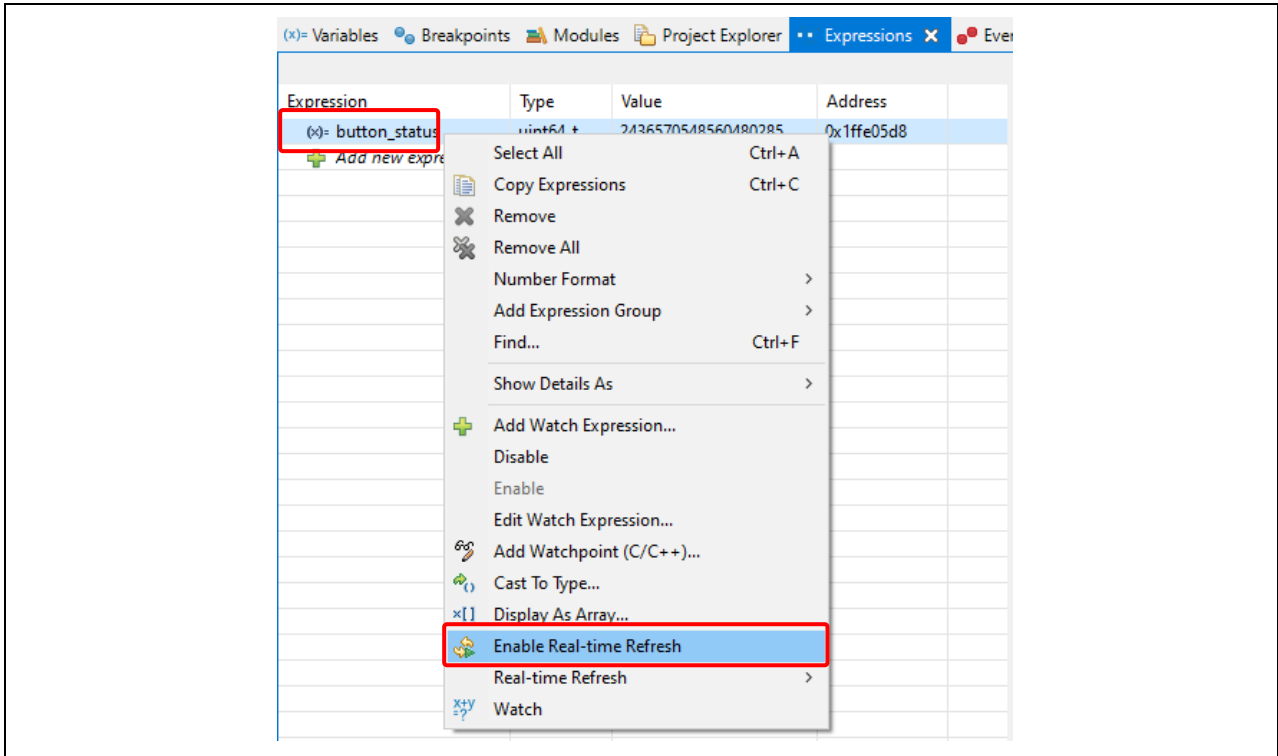 (x)= Variables Breakpoints Modules Project Explorer Expressions Ever
Expression Type Value Address
(x)= button_status uint64_t 2436570548560480285 0x1ffe05d8
Add new expre
Select All Ctrl+A
Copy Expressions Ctrl+C
Remove
Remove All
Number Format >
Add Expression Group >
Find... Ctrl+F
Show Details As >
Add Watch Expression...
Disable
Enable
Edit Watch Expression...
Add Watchpoint (C/C++)...
Cast To Type...
×[] Display As Array...
Enable Real-time Refresh
Real-time Refresh >
x+y=? Watch